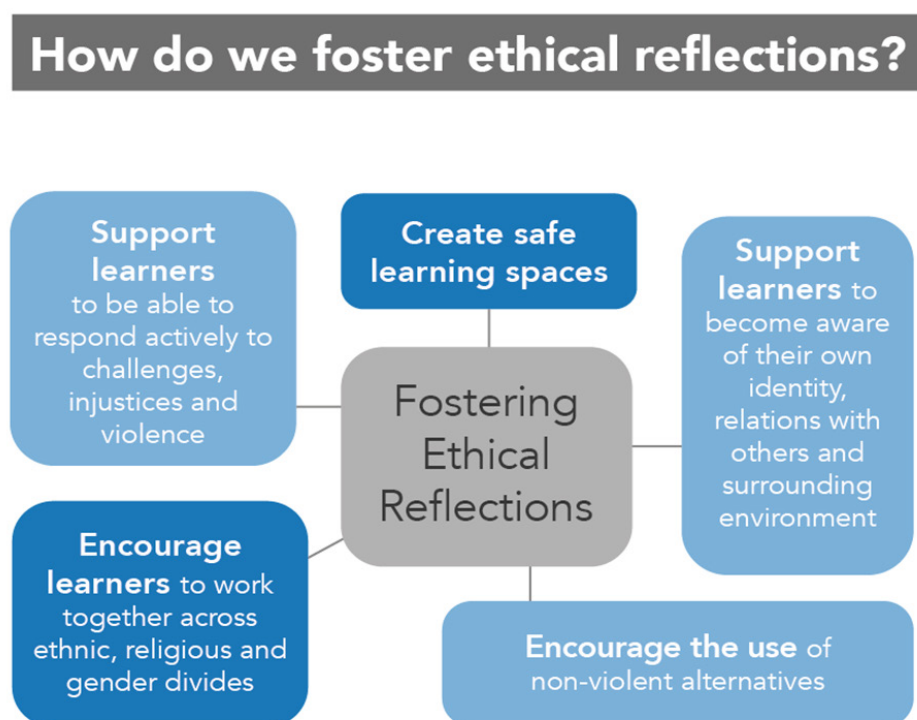 How do we foster ethical reflections?
Support
learners
to be able to
respond actively to
challenges,
injustices and
violence
Create safe
learning spaces
Support
learners to
become aware
of their own
identity,
relations with
others and
surrounding
environment
Fostering
Ethical
Reflections
Encourage
learners to work
together across
ethnic, religious and
gender divides
Encourage the use of
non-violent alternatives